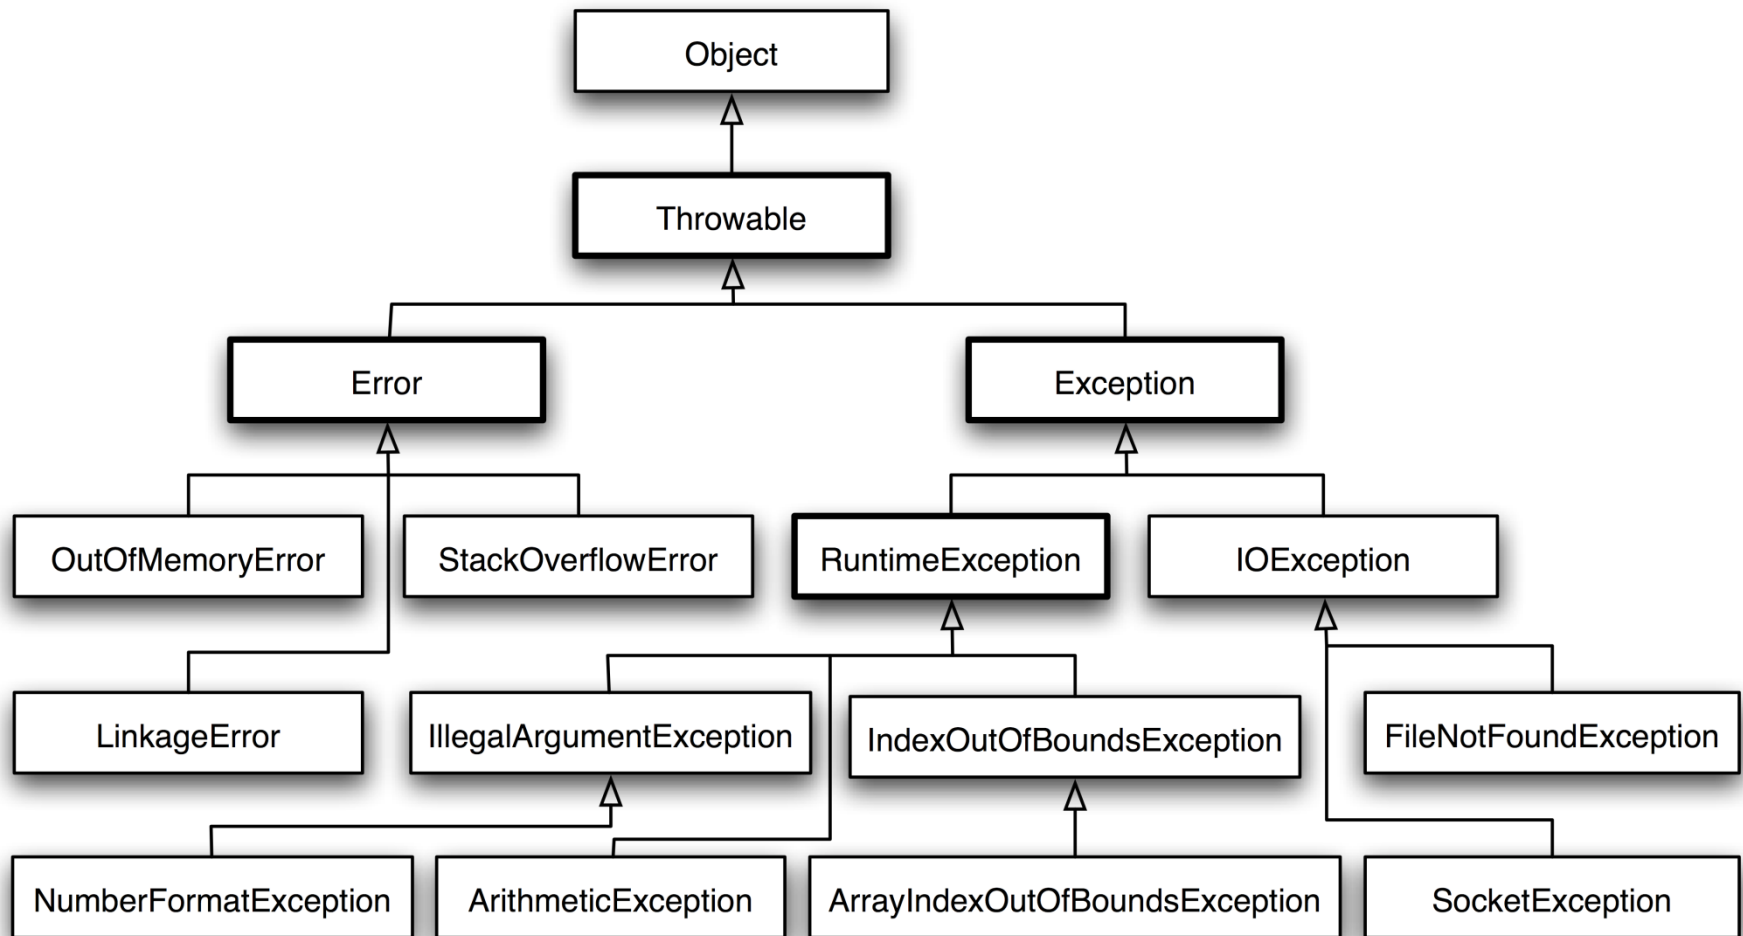 Object
Throwable
Error
Exception
OutOfMemoryError
StackOverflowError
RuntimeException
IOException
LinkageError
IllegalArgumentException
IndexOutOfBoundsException
FileNotFoundException
NumberFormatException
ArithmeticException
ArrayIndexOutOfBoundsException
SocketException